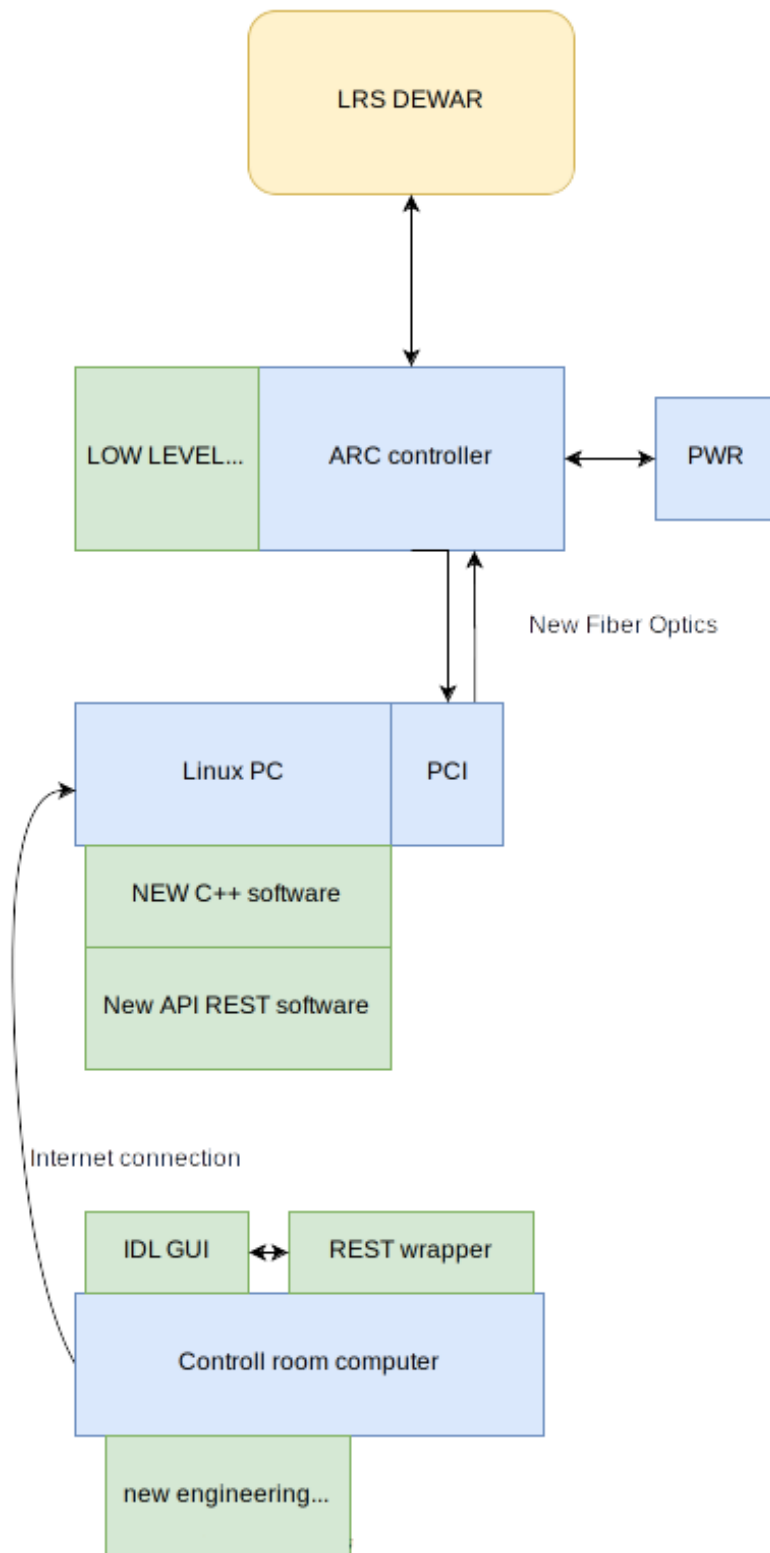 LRS DEWAR
LOW LEVEL...
ARC controller
PWR
New Fiber Optics
Linux PC
PCI
NEW C++ software
New API REST software
Internet connection
IDL GUI
REST wrapper
Controll room computer
new engineering...